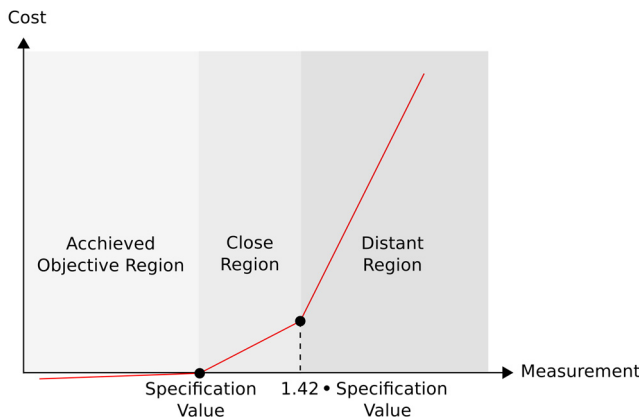 Cost
Acchieved
Objective Region
Close
Region
Distant
Region
Measurement
Specification
Value
1.42 • Specification
Value